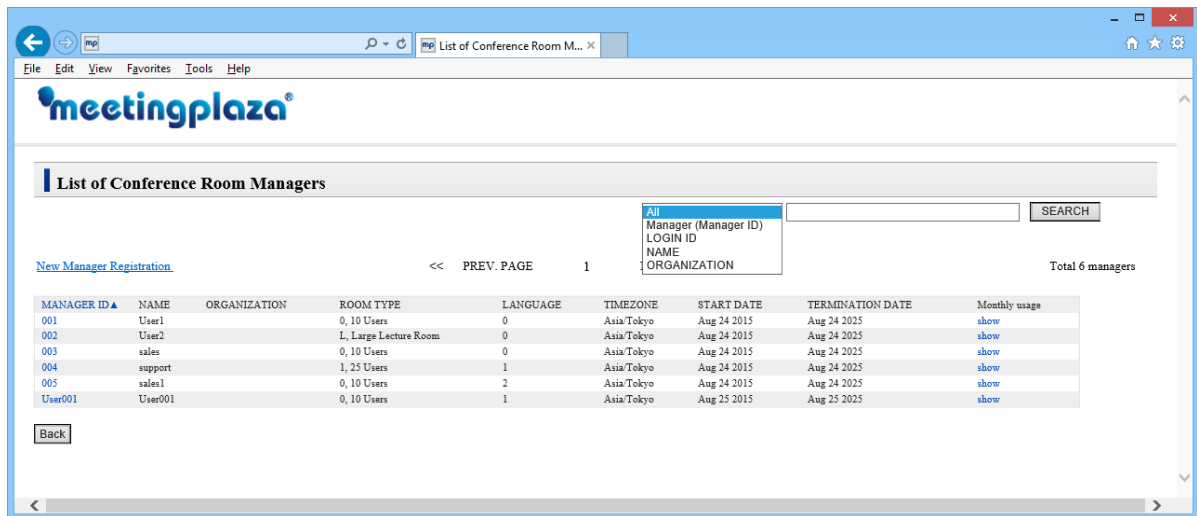 mp
mp List of Conference Room M... ×
File Edit View Favorites Tools Help
meetingplaza®
List of Conference Room Managers
All
SEARCH
Manager (Manager ID)
LOGIN ID
NAME
ORGANIZATION
New Manager Registration << PREV. PAGE 1 Total 6 managers
MANAGER ID▲ NAME ORGANIZATION ROOM TYPE LANGUAGE TIMEZONE START DATE TERMINATION DATE Monthly usage
001 User1 0, 10 Users 0 Asia/Tokyo Aug 24 2015 Aug 24 2025 show
002 User2 L, Large Lecture Room 0 Asia/Tokyo Aug 24 2015 Aug 24 2025 show
003 sales 0, 10 Users 0 Asia/Tokyo Aug 24 2015 Aug 24 2025 show
004 support 1, 25 Users 1 Asia/Tokyo Aug 24 2015 Aug 24 2025 show
005 sales1 0, 10 Users 2 Asia/Tokyo Aug 24 2015 Aug 24 2025 show
User001 User001 0, 10 Users 1 Asia/Tokyo Aug 25 2015 Aug 25 2025 show
Back